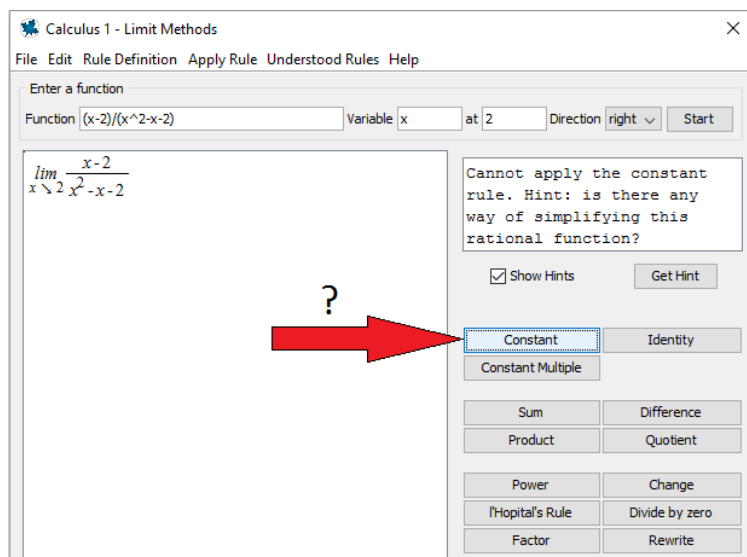 Calculus 1 - Limit Methods
File Edit Rule Definition Apply Rule Understood Rules Help
Enter a function
Function (x-2)/(x^2-x-2) Variable x at 2 Direction right Start
lim x↘2 x-2 / x²-x-2
Cannot apply the constant
rule. Hint: is there any
way of simplifying this
rational function?
Show Hints Get Hint
?
Constant Identity
Constant Multiple
Sum Difference
Product Quotient
Power Change
l'Hopital's Rule Divide by zero
Factor Rewrite